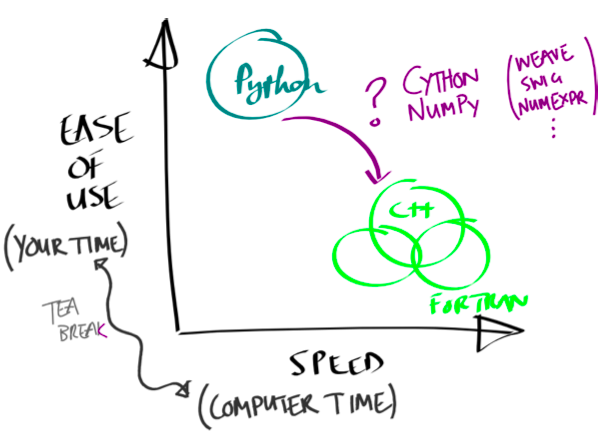 Python
?
CYTHON
NUMPY
(WEAVE
SWIG
NUMEXPR
...)
EASE
OF
USE
(YOUR TIME)
C++
FORTRAN
TEA
BREAK
SPEED
(COMPUTER TIME)